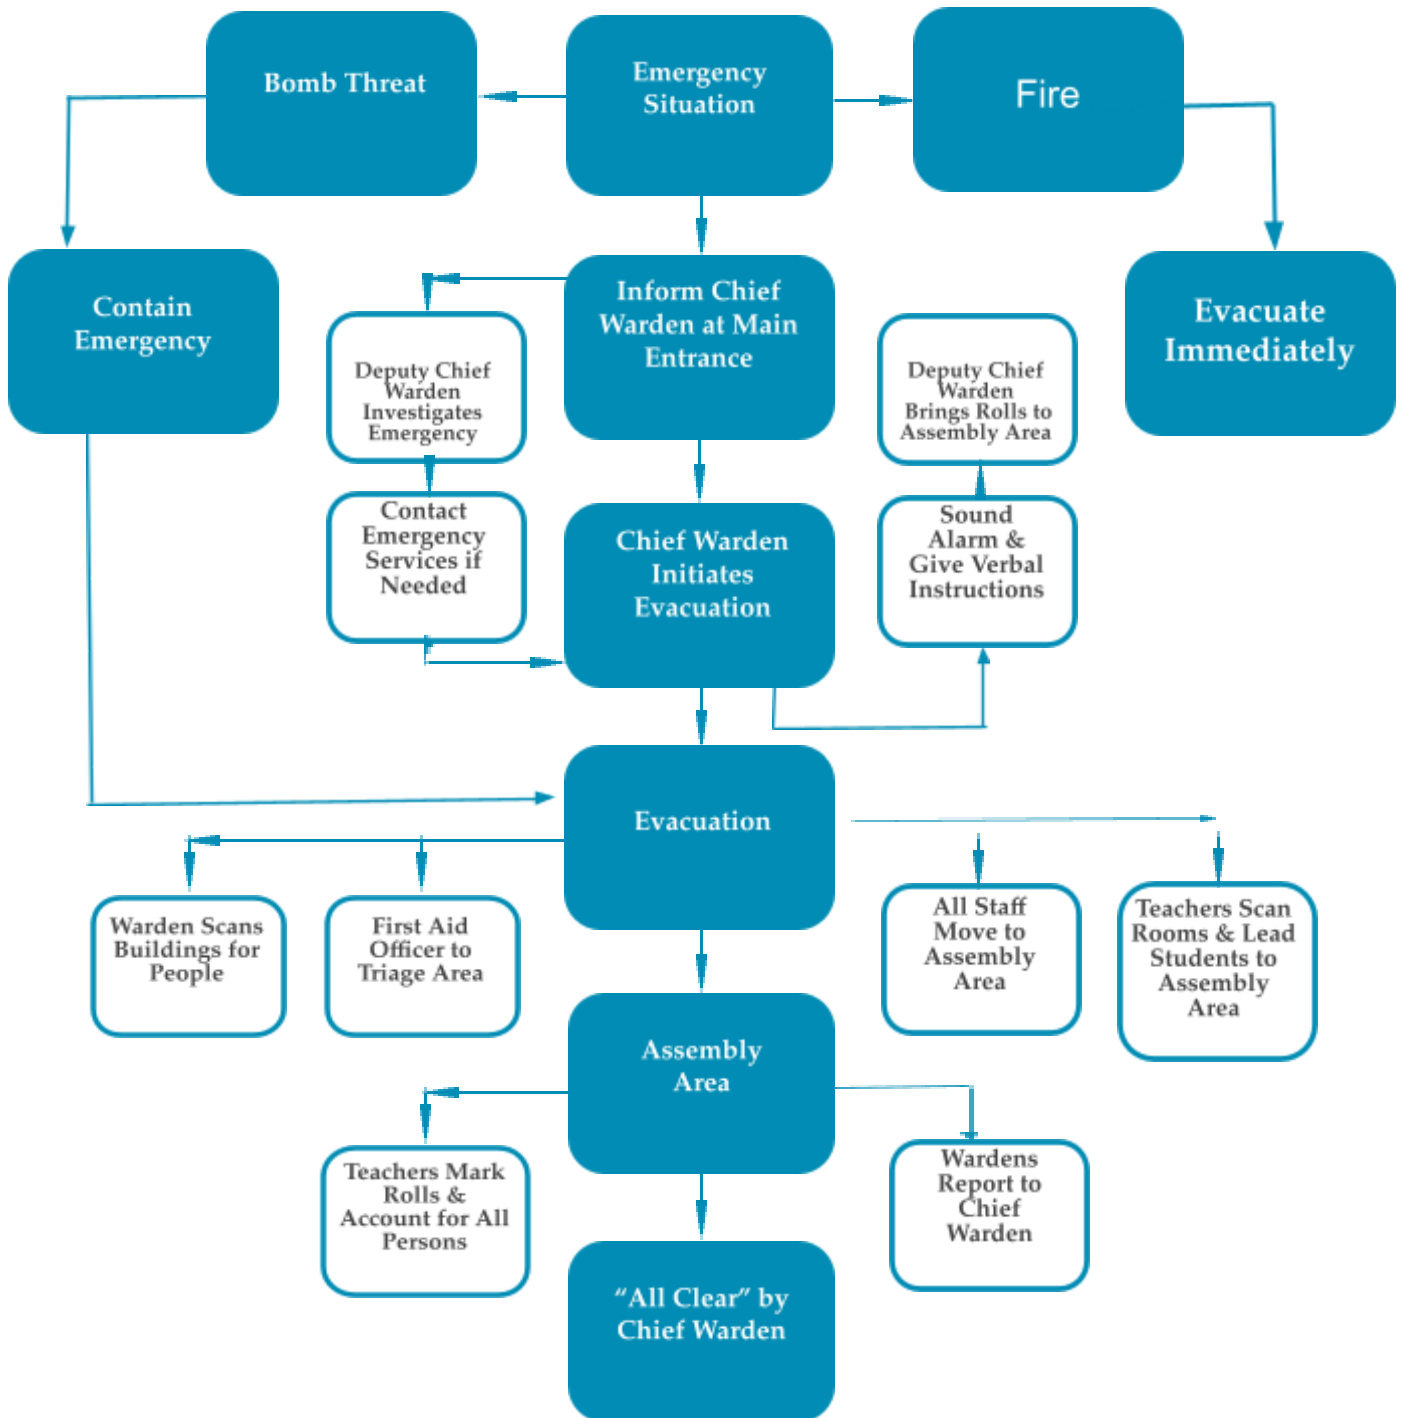 Bomb Threat
Emergency
Situation
Fire
Contain
Emergency
Inform Chief
Warden at Main
Entrance
Evacuate
Immediately
Deputy Chief
Warden
Investigates
Emergency
Deputy Chief
Warden
Brings Rolls to
Assembly Area
Contact
Emergency
Services if
Needed
Chief Warden
Initiates
Evacuation
Sound
Alarm &
Give Verbal
Instructions
Evacuation
Warden Scans
Buildings for
People
First Aid
Officer to
Triage Area
All Staff
Move to
Assembly
Area
Teachers Scan
Rooms & Lead
Students to
Assembly
Area
Assembly
Area
Teachers Mark
Rolls &
Account for All
Persons
Wardens
Report to
Chief
Warden
“All Clear” by
Chief Warden